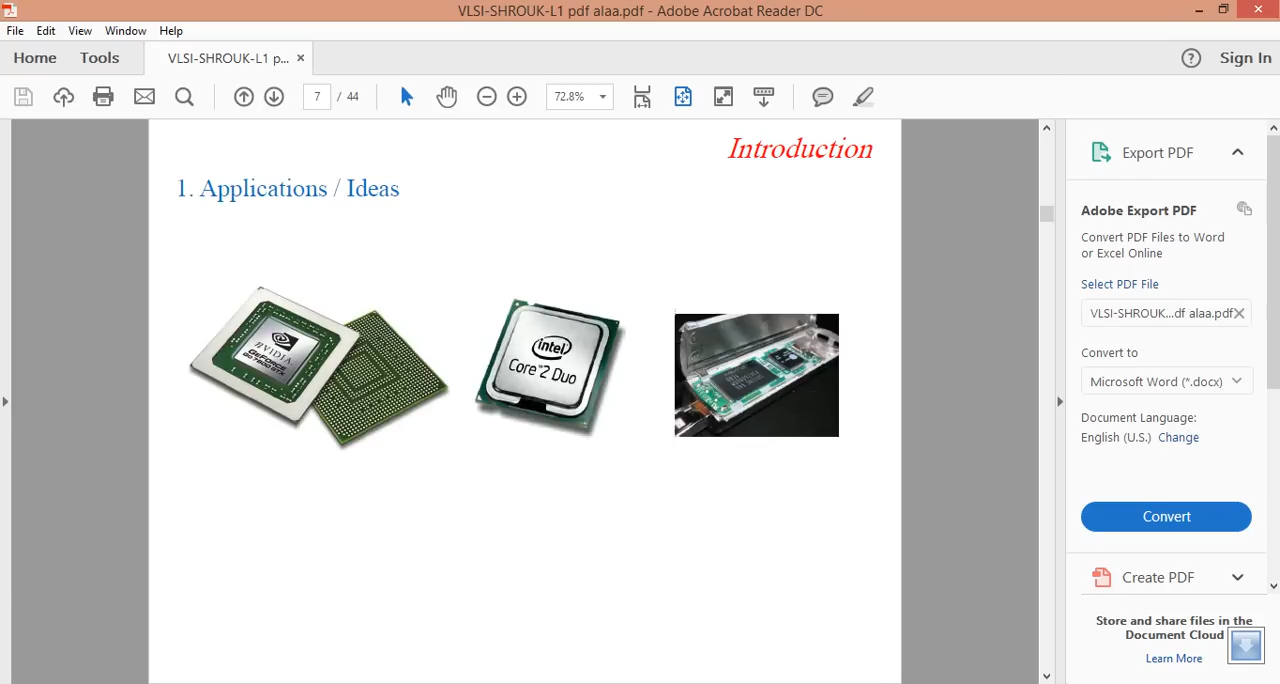 VLSI-SHROUK-L1 pdf alaa.pdf - Adobe Acrobat Reader DC
File Edit View Window Help
Home Tools VLSI-SHROUK-L1 p... × ? Sign In
7 / 44 72.8%
Introduction
1. Applications / Ideas
NVIDIA
GEFORCE
intel
Core™2 Duo
Export PDF
Adobe Export PDF
Convert PDF Files to Word
or Excel Online
Select PDF File
VLSI-SHROUK...df alaa.pdf
Convert to
Microsoft Word (*.docx)
Document Language:
English (U.S.) Change
Convert
Create PDF
Store and share files in the
Document Cloud
Learn More